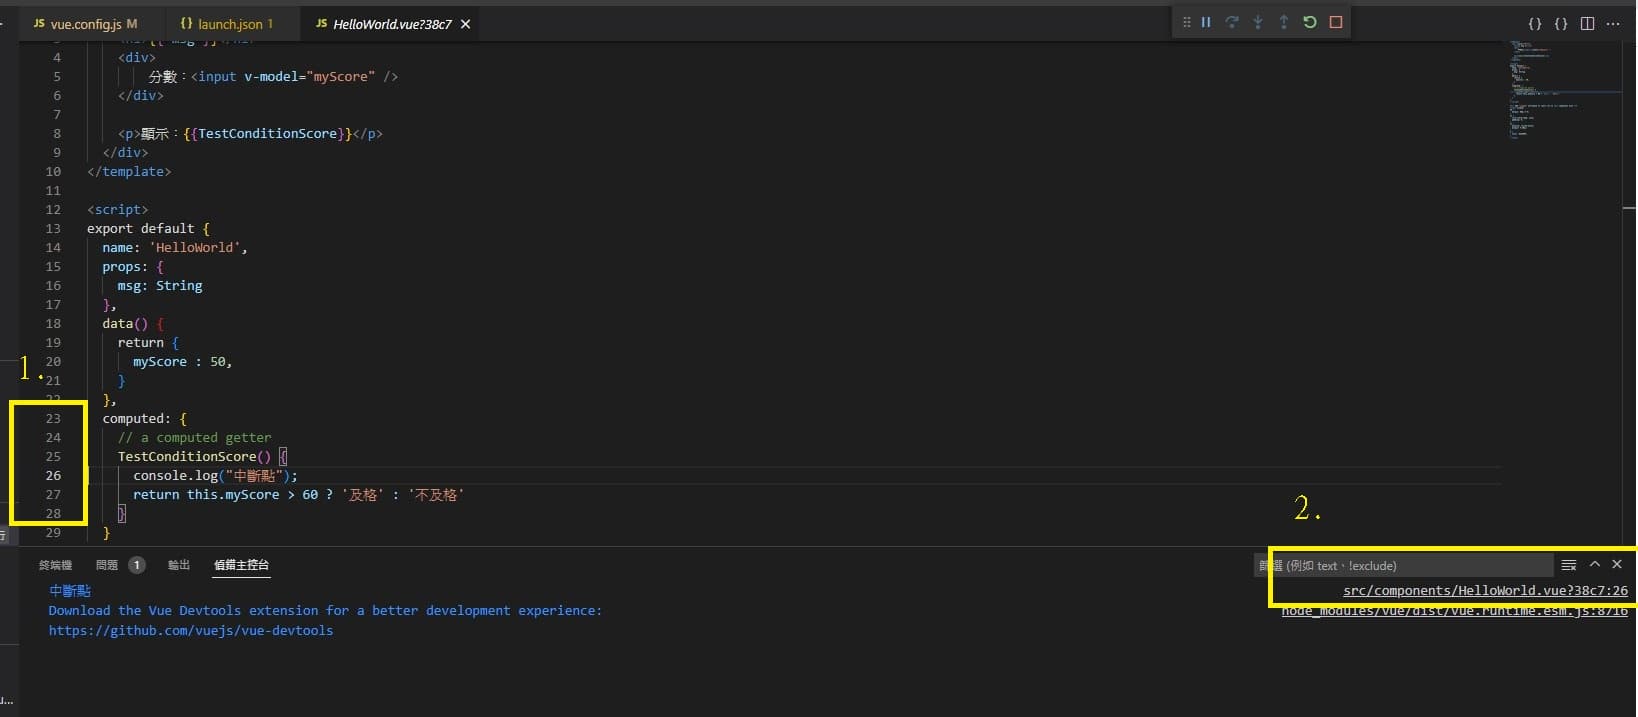 JS vue.config.js M
{} launch.json 1
JS HelloWorld.vue?38c7
4 <div>
5 分數：<input v-model="myScore" />
6 </div>
7
8 <p>顯示：{{TestConditionScore}}</p>
9 </div>
10 </template>
11
12 <script>
13 export default {
14 name: 'HelloWorld',
15 props: {
16 msg: String
17 },
18 data() {
19 return {
1. 20 myScore : 50,
21 }
22 },
23 computed: {
24 // a computed getter
25 TestConditionScore() {
26 console.log("中斷點");
27 return this.myScore > 60 ? '及格' : '不及格'
28 }
29 }
2.
終端機 問題 1 輸出 偵錯主控台
篩選 (例如 text、!exclude)
中斷點
src/components/HelloWorld.vue?38c7:26
Download the Vue Devtools extension for a better development experience:
node_modules/vue/dist/vue.runtime.esm.js:8716
https://github.com/vuejs/vue-devtools